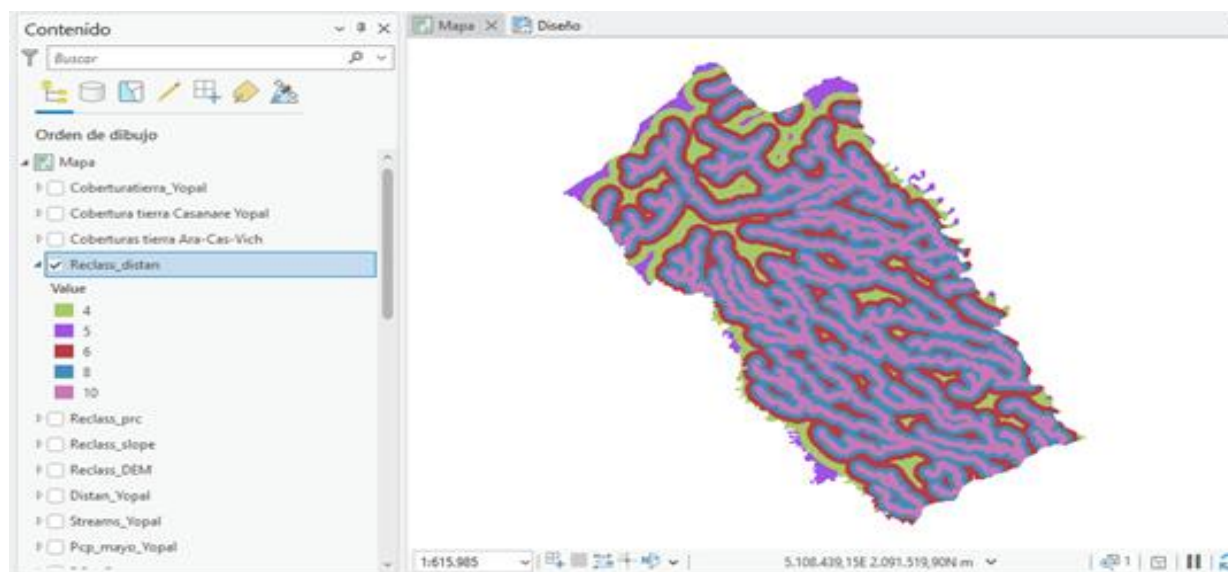 Contenido
Mapa
Diseño
Buscar
Orden de dibujo
Mapa
Coberturatierra_Yopal
Cobertura tierra Casanare Yopal
Coberturas tierra Ara-Cas-Vich
Reclass_distan
Value
4
5
6
8
10
Reclass_prc
Reclass_slope
Reclass_DEM
Distan_Yopal
Streams_Yopal
Pcp_mayo_Yopal
1:615.985
5.108.439,15E 2.091.519,90N m
1